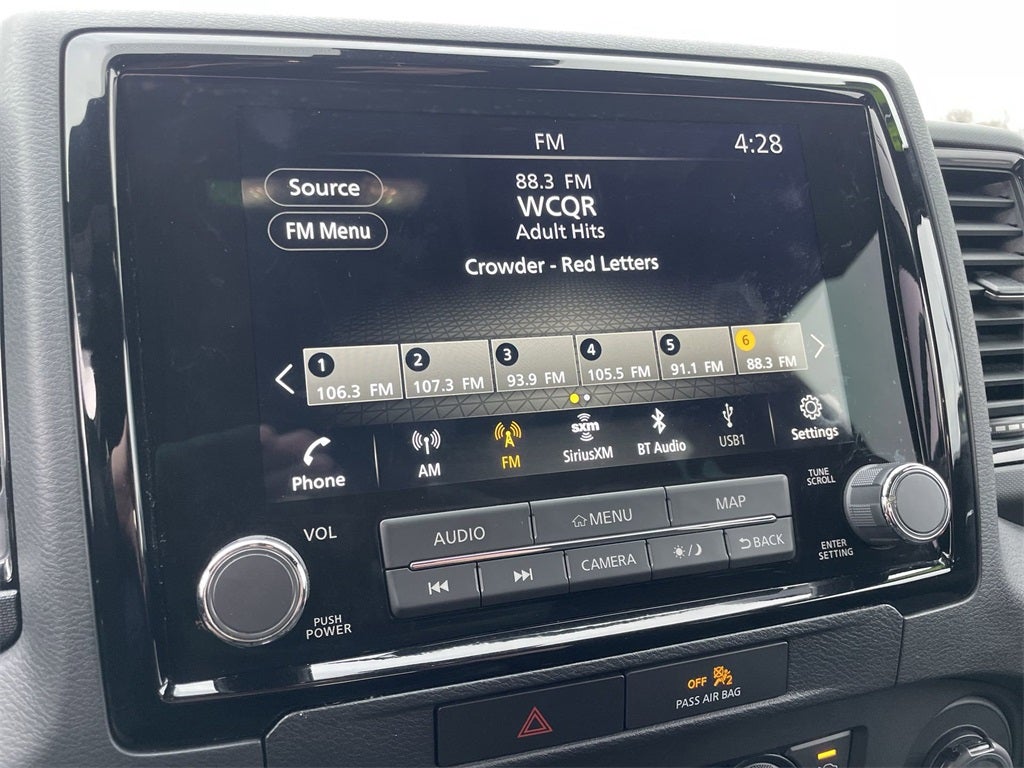 FM 4:28
Source
FM Menu
88.3 FM
WCQR
Adult Hits
Crowder - Red Letters
1 2 3 4 5 6
106.3 FM 107.3 FM 93.9 FM 105.5 FM 91.1 FM 88.3 FM
Phone AM FM sxm SiriusXM BT Audio USB1 Settings
TUNE
SCROLL
VOL
AUDIO MENU MAP
CAMERA BACK
ENTER
SETTING
PUSH
POWER
OFF 2
PASS AIR BAG